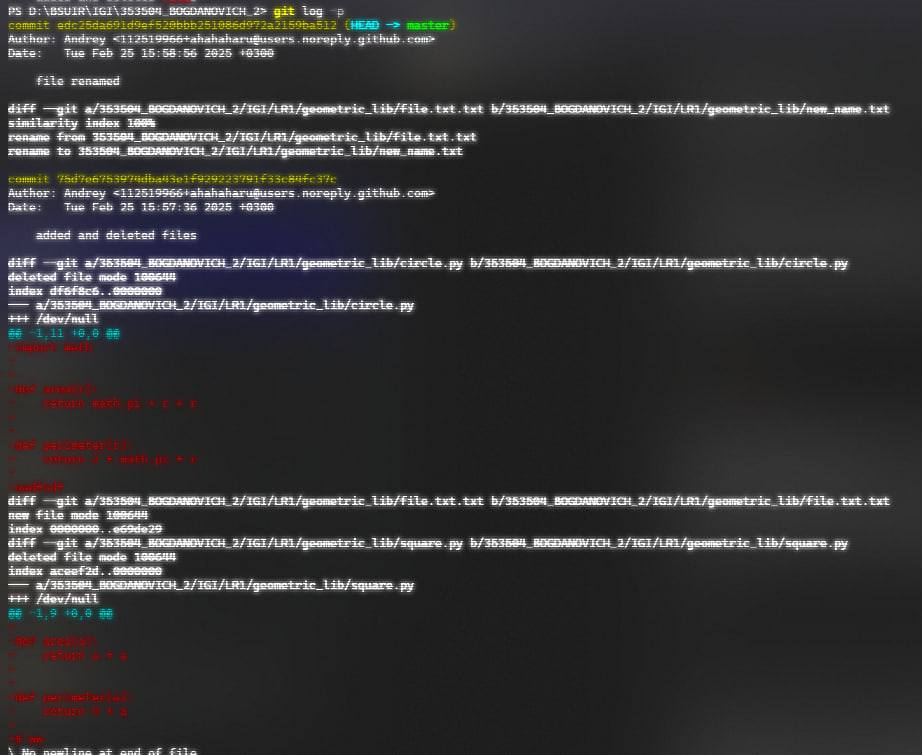 PS D:\BSUIR\IGI\IGI\353504_BOGDANOVICH_2> git log -p
commit edc25da691d9ef520bbb251086d972a2159ba512 (HEAD -> master)
Author: Andrey <112519966+ahahaharu@users.noreply.github.com>
Date:   Tue Feb 25 15:58:56 2025 +0300
file renamed
diff --git a/353504_BOGDANOVICH_2/IGI/LR1/geometric_lib/file.txt.txt b/353504_BOGDANOVICH_2/IGI/LR1/geometric_lib/new_name.txt
similarity index 100%
rename from 353504_BOGDANOVICH_2/IGI/LR1/geometric_lib/file.txt.txt
rename to 353504_BOGDANOVICH_2/IGI/LR1/geometric_lib/new_name.txt
commit 75d7e6753974dba43e1f929223791f33c84fc37c
Author: Andrey <112519966+ahahaharu@users.noreply.github.com>
Date:   Tue Feb 25 15:57:36 2025 +0300
added and deleted files
diff --git a/353504_BOGDANOVICH_2/IGI/LR1/geometric_lib/circle.py b/353504_BOGDANOVICH_2/IGI/LR1/geometric_lib/circle.py
deleted file mode 100644
index df6f8c6..0000000
--- a/353504_BOGDANOVICH_2/IGI/LR1/geometric_lib/circle.py
+++ /dev/null
@@ -1,11 +0,0 @@
-import math
-
-
-def area(r):
-    return math.pi * r * r
-
-
-def perimeter(r):
-    return 2 * math.pi * r
-
diff --git a/353504_BOGDANOVICH_2/IGI/LR1/geometric_lib/file.txt.txt b/353504_BOGDANOVICH_2/IGI/LR1/geometric_lib/file.txt.txt
new file mode 100644
index 0000000..e69de29
diff --git a/353504_BOGDANOVICH_2/IGI/LR1/geometric_lib/square.py b/353504_BOGDANOVICH_2/IGI/LR1/geometric_lib/square.py
deleted file mode 100644
index aceef2d..0000000
--- a/353504_BOGDANOVICH_2/IGI/LR1/geometric_lib/square.py
+++ /dev/null
@@ -1,9 +0,0 @@
-
-def area(a):
-    return a * a
-
-
-def perimeter(a):
-    return 4 * a
-
\ No newline at end of file